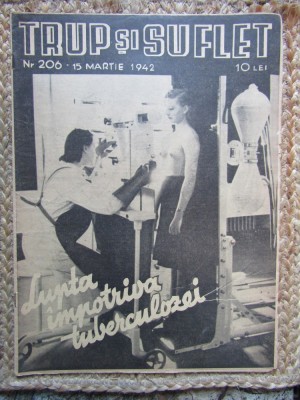 TRUP ȘI SUFLET
Nr 206 - 15 MARTIE 1942 10 LEI
Lupta
împotriva
tuberculozei